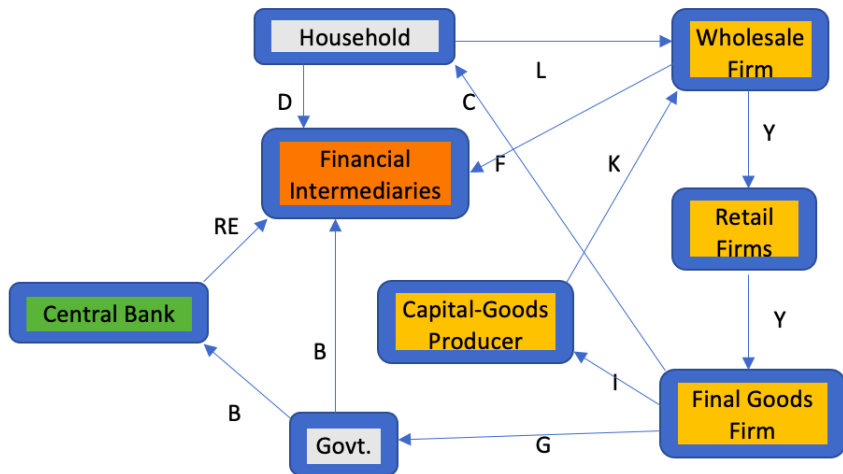 Household
Wholesale
Firm
L
D
C
Y
Financial
Intermediaries
F
K
RE
Retail
Firms
Central Bank
Capital-Goods
Producer
Y
B
I
B
Final Goods
Firm
Govt.
G